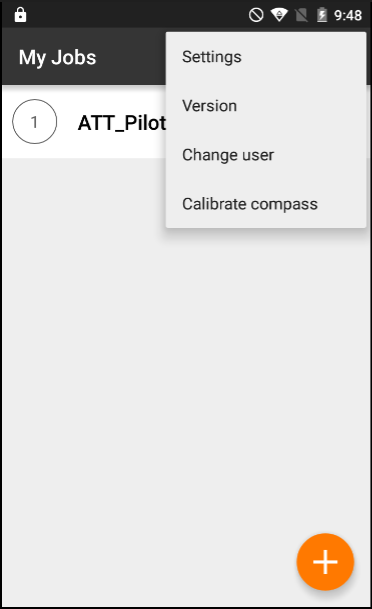 9:48
My Jobs
Settings
Version
Change user
Calibrate compass
1
ATT_Pilot